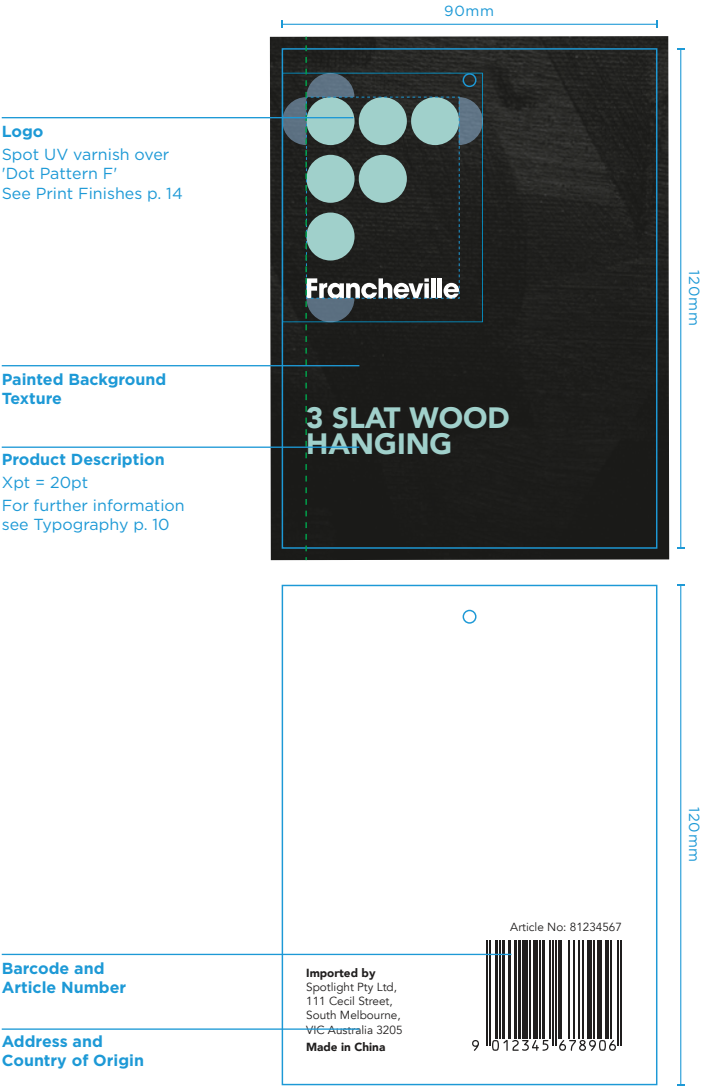 90mm
Logo
Spot UV varnish over
'Dot Pattern F'
See Print Finishes p. 14
Francheville
120mm
Painted Background
Texture
3 SLAT WOOD
HANGING
Product Description
Xpt = 20pt
For further information
see Typography p. 10
120mm
Article No: 81234567
Barcode and
Article Number
Imported by
Spotlight Pty Ltd,
111 Cecil Street,
South Melbourne,
VIC Australia 3205
Made in China
9 012345 678906
Address and
Country of Origin